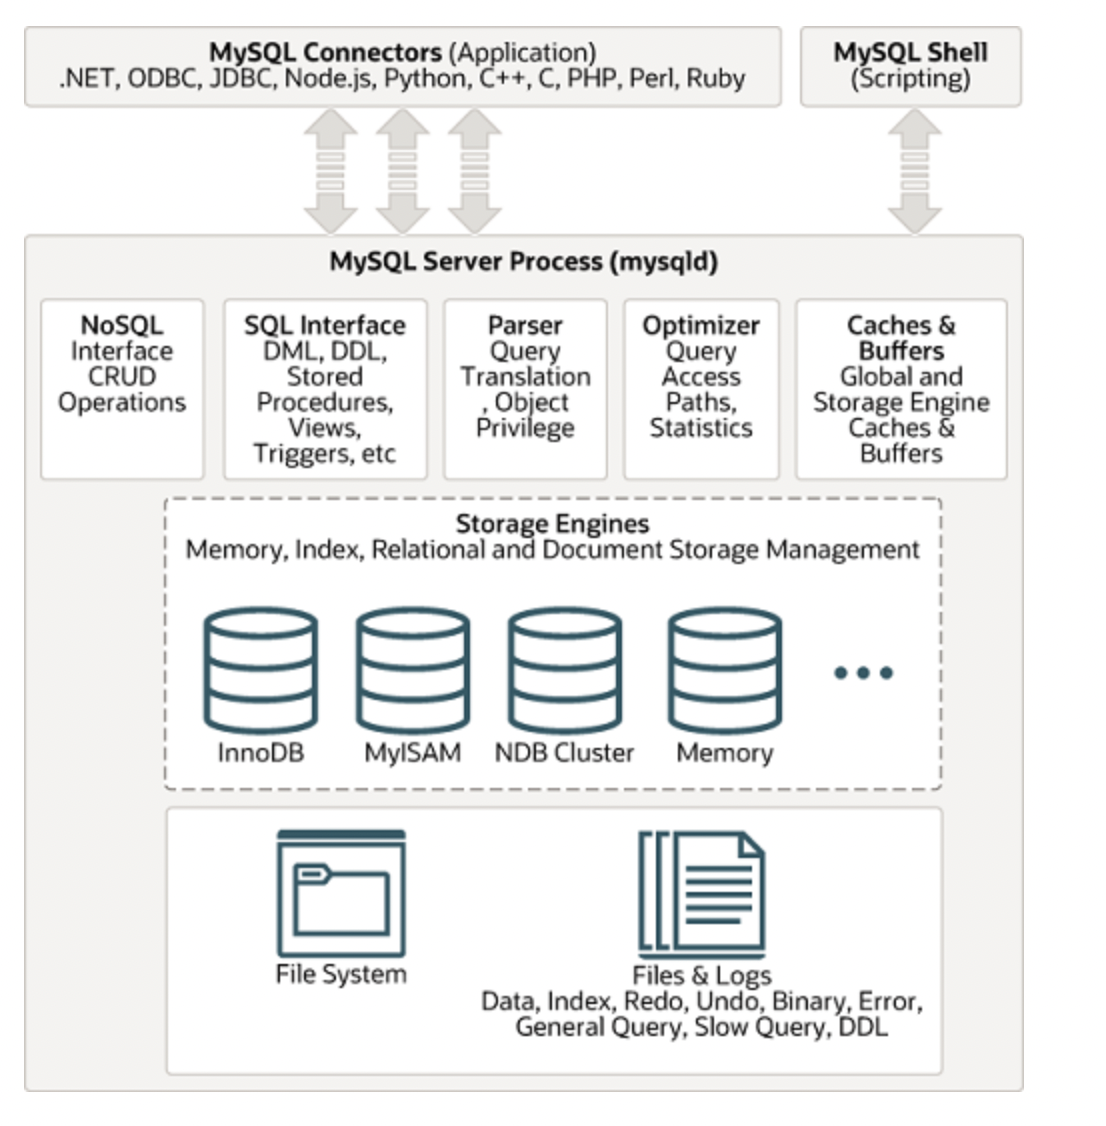 MySQL Connectors (Application)
.NET, ODBC, JDBC, Node.js, Python, C++, C, PHP, Perl, Ruby
MySQL Shell
(Scripting)
MySQL Server Process (mysqld)
NoSQL
Interface
CRUD
Operations
SQL Interface
DML, DDL,
Stored
Procedures,
Views,
Triggers, etc
Parser
Query
Translation
, Object
Privilege
Optimizer
Query
Access
Paths,
Statistics
Caches &
Buffers
Global and
Storage Engine
Caches &
Buffers
Storage Engines
Memory, Index, Relational and Document Storage Management
InnoDB
MyISAM
NDB Cluster
Memory
File System
Files & Logs
Data, Index, Redo, Undo, Binary, Error,
General Query, Slow Query, DDL